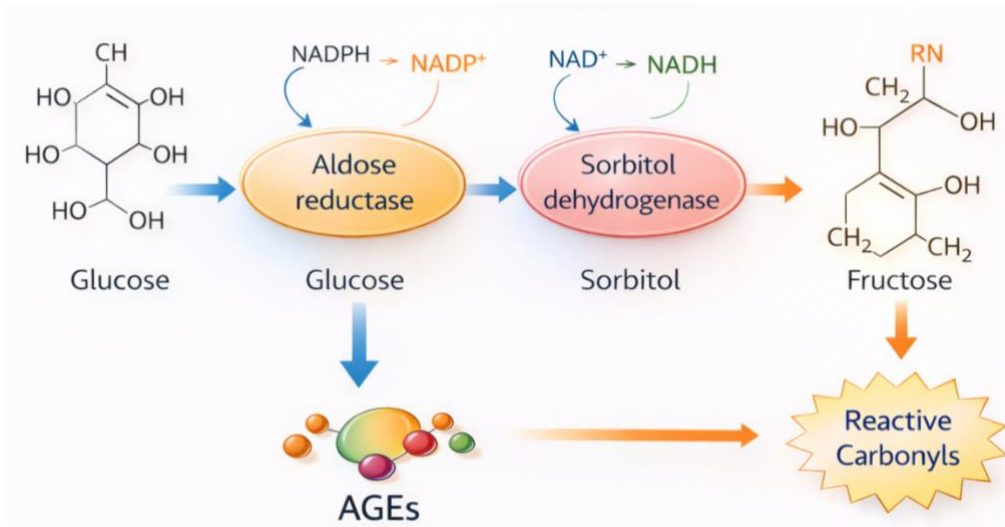 CH
HO
OH
HO
OH
HO
OH
Glucose
NADPH → NADP⁺
Aldose
reductase
Glucose
NAD⁺ → NADH
Sorbitol
dehydrogenase
Sorbitol
RN
CH₂
HO
OH
OH
CH₂
CH₂
Fructose
AGEs
Reactive
Carbonyls